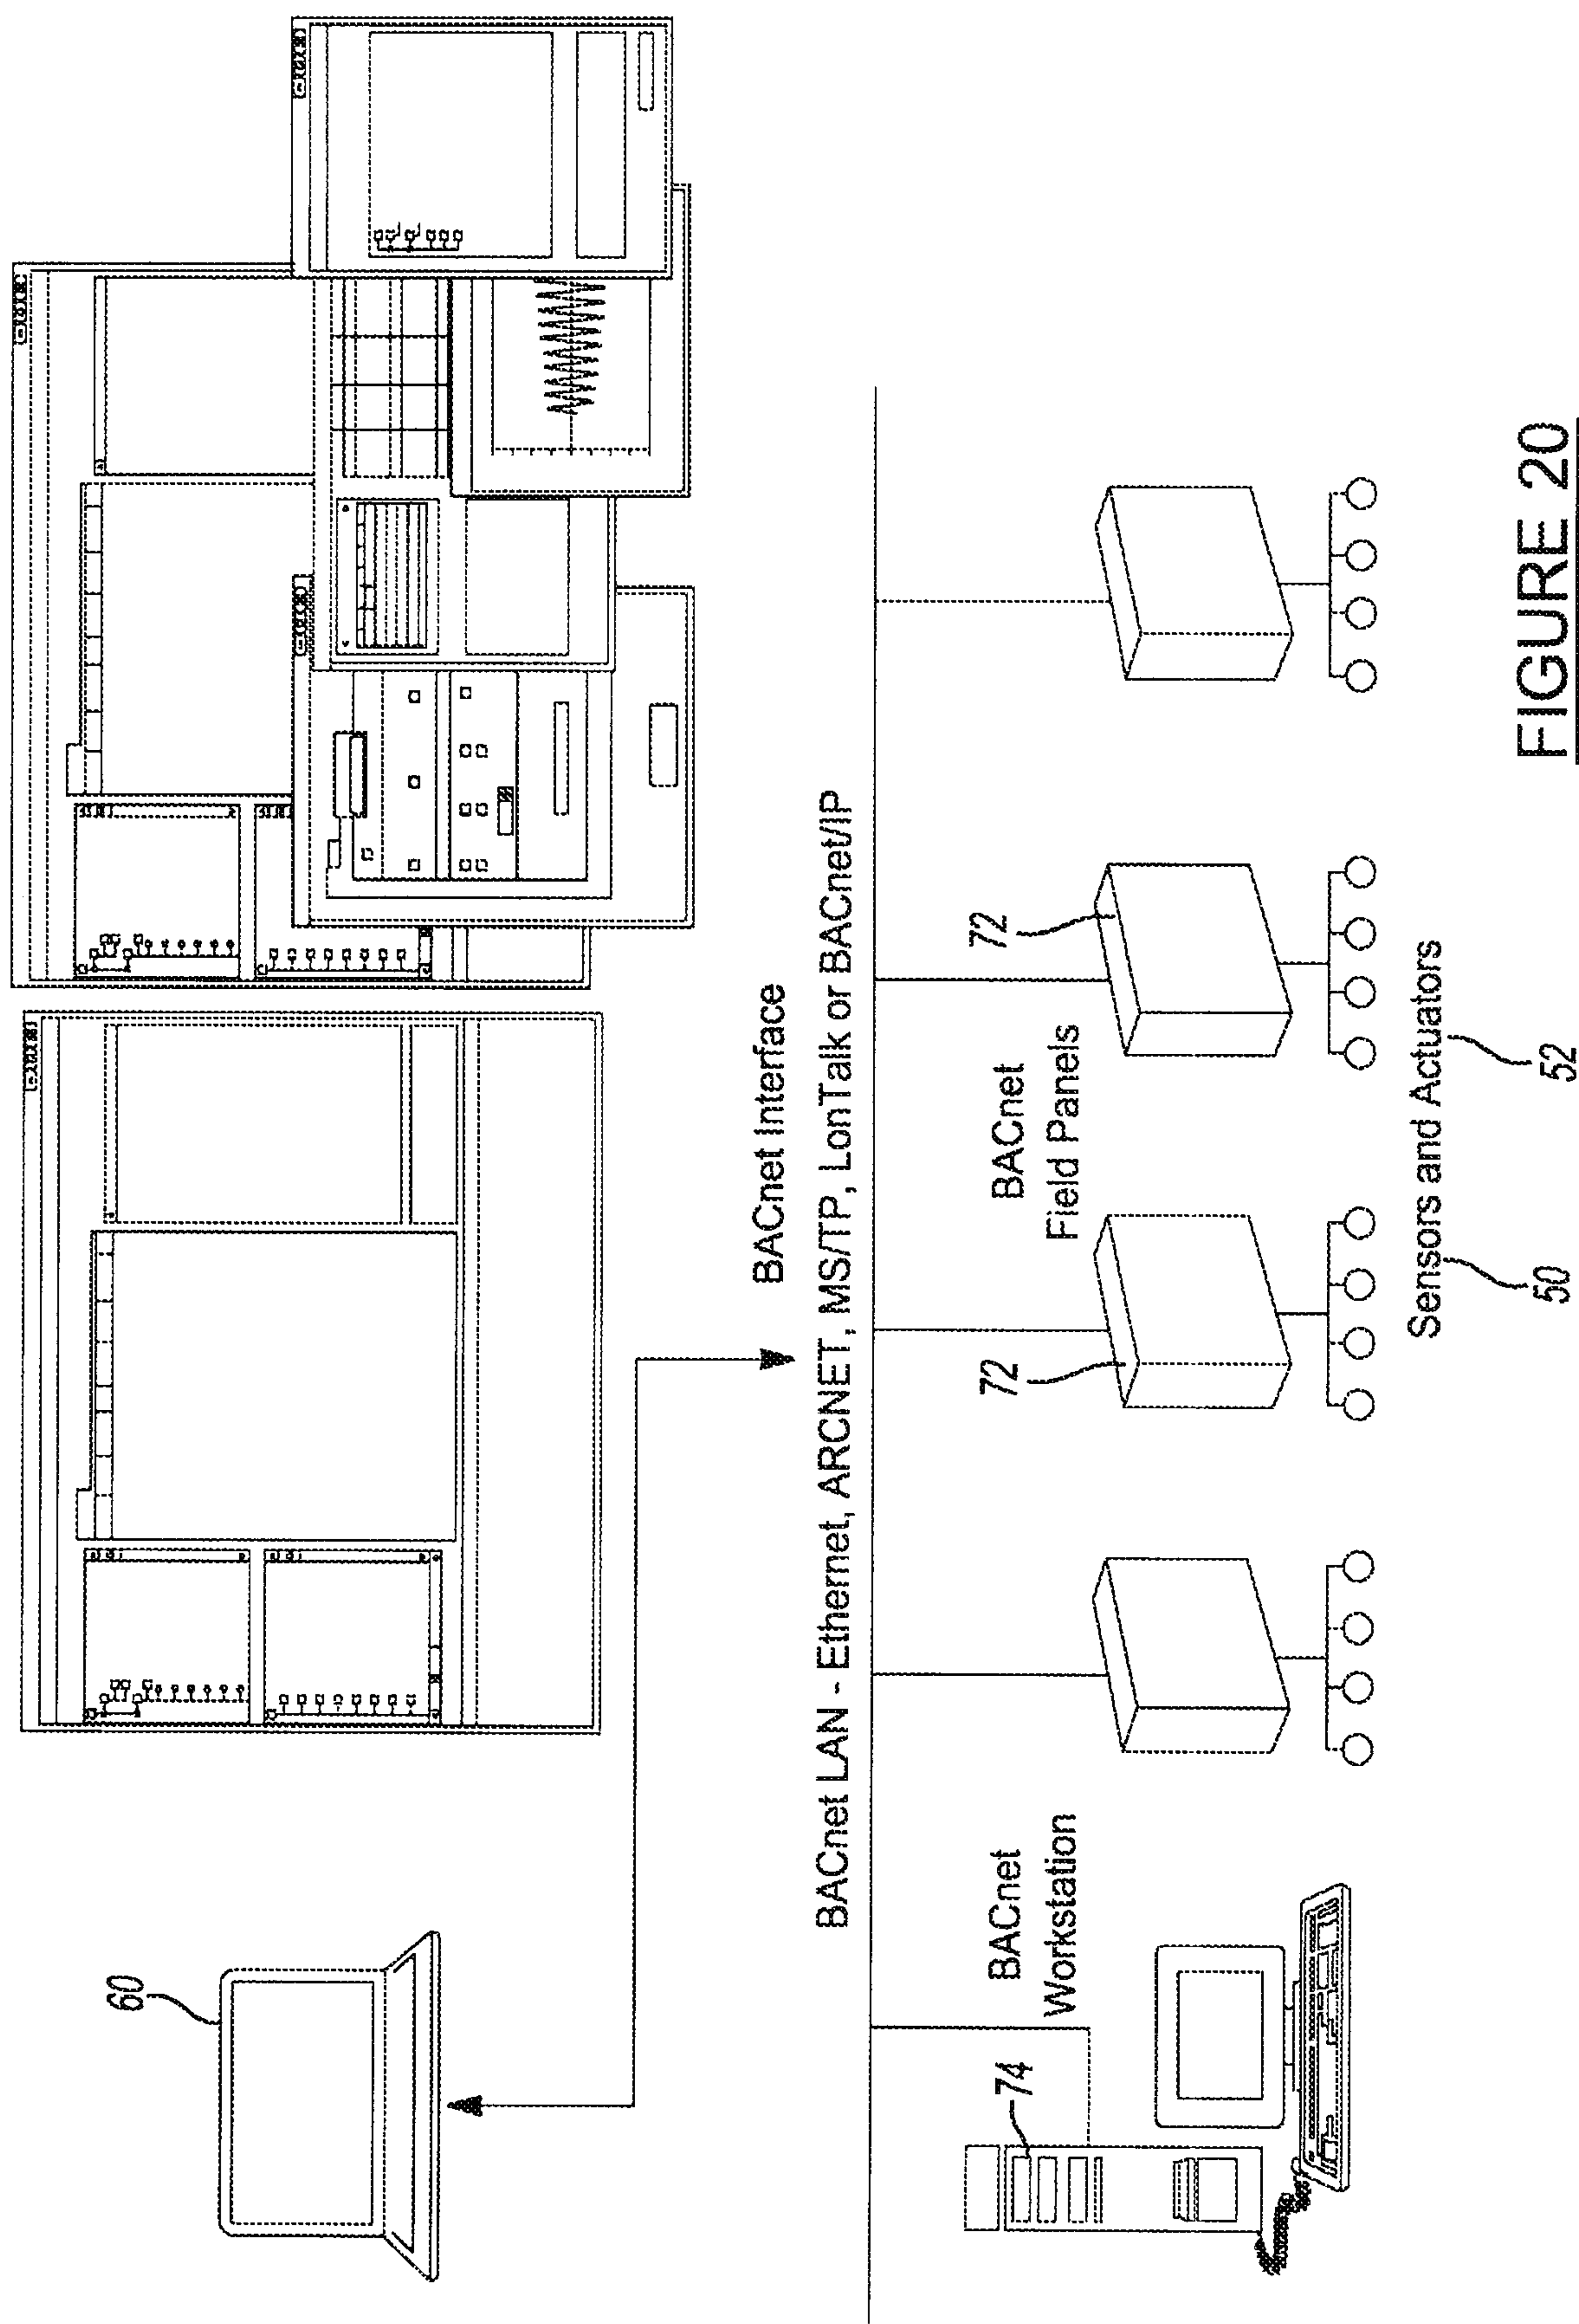 60
BACnet Interface
BACnet LAN - Ethernet, ARCNET, MS/TP, LonTalk or BACnet/IP
74
BACnet
Workstation
72
BACnet
Field Panels
72
Sensors and Actuators
50
52
FIGURE 20